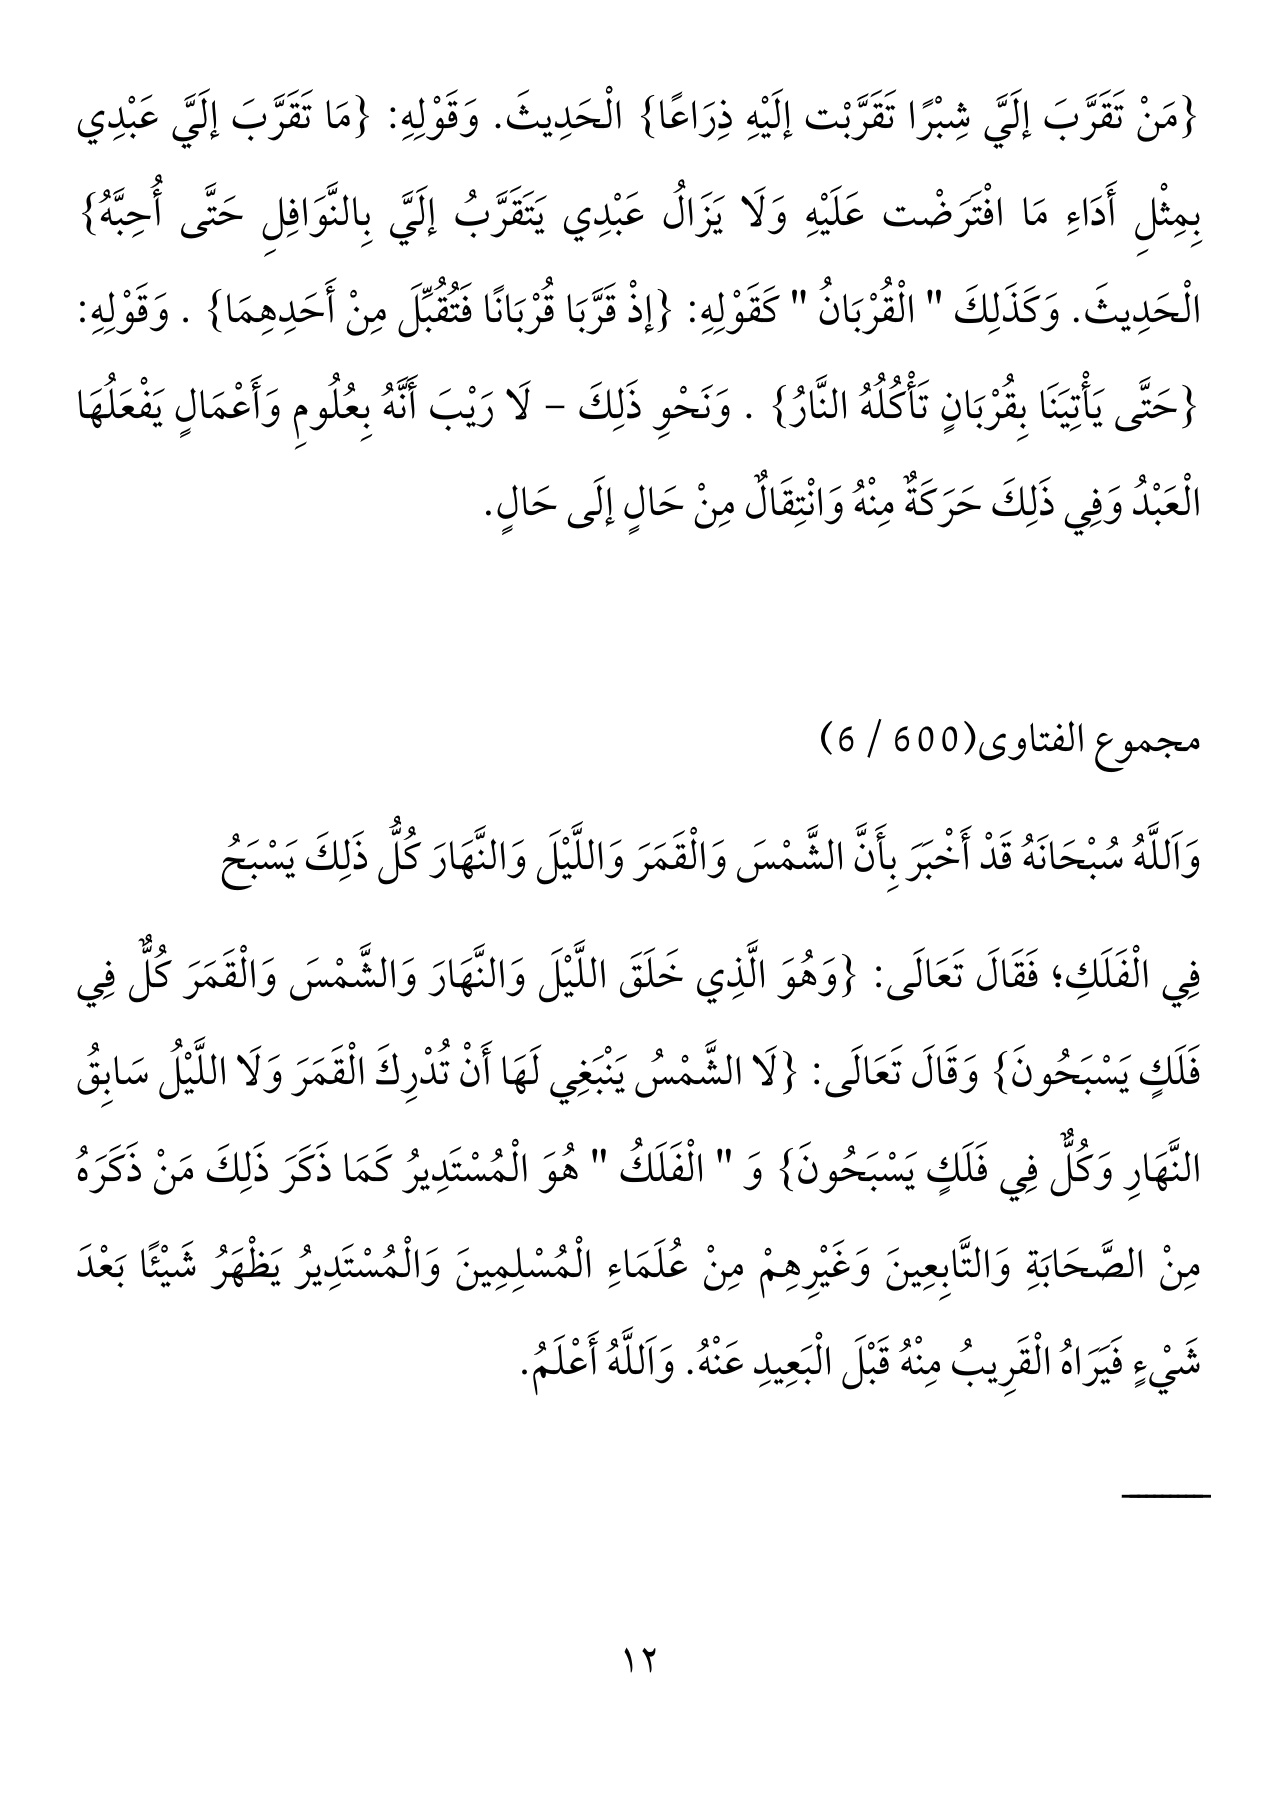 {مَنْ تَقَرَّبَ إلَيَّ شِبْرًا تَقَرَّبْت إلَيْهِ ذِرَاعًا} الْحَدِيثَ. وَقَوْلِهِ: {مَا تَقَرَّبَ إلَيَّ عَبْدِي
بِمِثْلِ أَدَاءِ مَا افْتَرَضْت عَلَيْهِ وَلَا يَزَالُ عَبْدِي يَتَقَرَّبُ إلَيَّ بِالنَّوَافِلِ حَتَّى أُحِبَّهُ}
الْحَدِيثَ. وَكَذَلِكَ " الْقُرْبَانُ " كَقَوْلِهِ: {إذْ قَرَّبَا قُرْبَانًا فَتُقُبِّلَ مِنْ أَحَدِهِمَا} . وَقَوْلِهِ:
{حَتَّى يَأْتِيَنَا بِقُرْبَانٍ تَأْكُلُهُ النَّارُ} . وَنَحْوِ ذَلِكَ – لَا رَيْبَ أَنَّهُ بِعُلُومِ وَأَعْمَالٍ يَفْعَلُهَا
الْعَبْدُ وَفِي ذَلِكَ حَرَكَةٌ مِنْهُ وَانْتِقَالٌ مِنْ حَالٍ إلَى حَالٍ.
مجموع الفتاوى(600 / 6)
وَاَللَّهُ سُبْحَانَهُ قَدْ أَخْبَرَ بِأَنَّ الشَّمْسَ وَالْقَمَرَ وَاللَّيْلَ وَالنَّهَارَ كُلُّ ذَلِكَ يَسْبَحُ
فِي الْفَلَكِ؛ فَقَالَ تَعَالَى: {وَهُوَ الَّذِي خَلَقَ اللَّيْلَ وَالنَّهَارَ وَالشَّمْسَ وَالْقَمَرَ كُلٌّ فِي
فَلَكٍ يَسْبَحُونَ} وَقَالَ تَعَالَى: {لَا الشَّمْسُ يَنْبَغِي لَهَا أَنْ تُدْرِكَ الْقَمَرَ وَلَا اللَّيْلُ سَابِقُ
النَّهَارِ وَكُلٌّ فِي فَلَكٍ يَسْبَحُونَ} وَ " الْفَلَكُ " هُوَ الْمُسْتَدِيرُ كَمَا ذَكَرَ ذَلِكَ مَنْ ذَكَرَهُ
مِنْ الصَّحَابَةِ وَالتَّابِعِينَ وَغَيْرِهِمْ مِنْ عُلَمَاءِ الْمُسْلِمِينَ وَالْمُسْتَدِيرُ يَظْهَرُ شَيْئًا بَعْدَ
شَيْءٍ فَيَرَاهُ الْقَرِيبُ مِنْهُ قَبْلَ الْبَعِيدِ عَنْهُ. وَاَللَّهُ أَعْلَمُ.
١٢